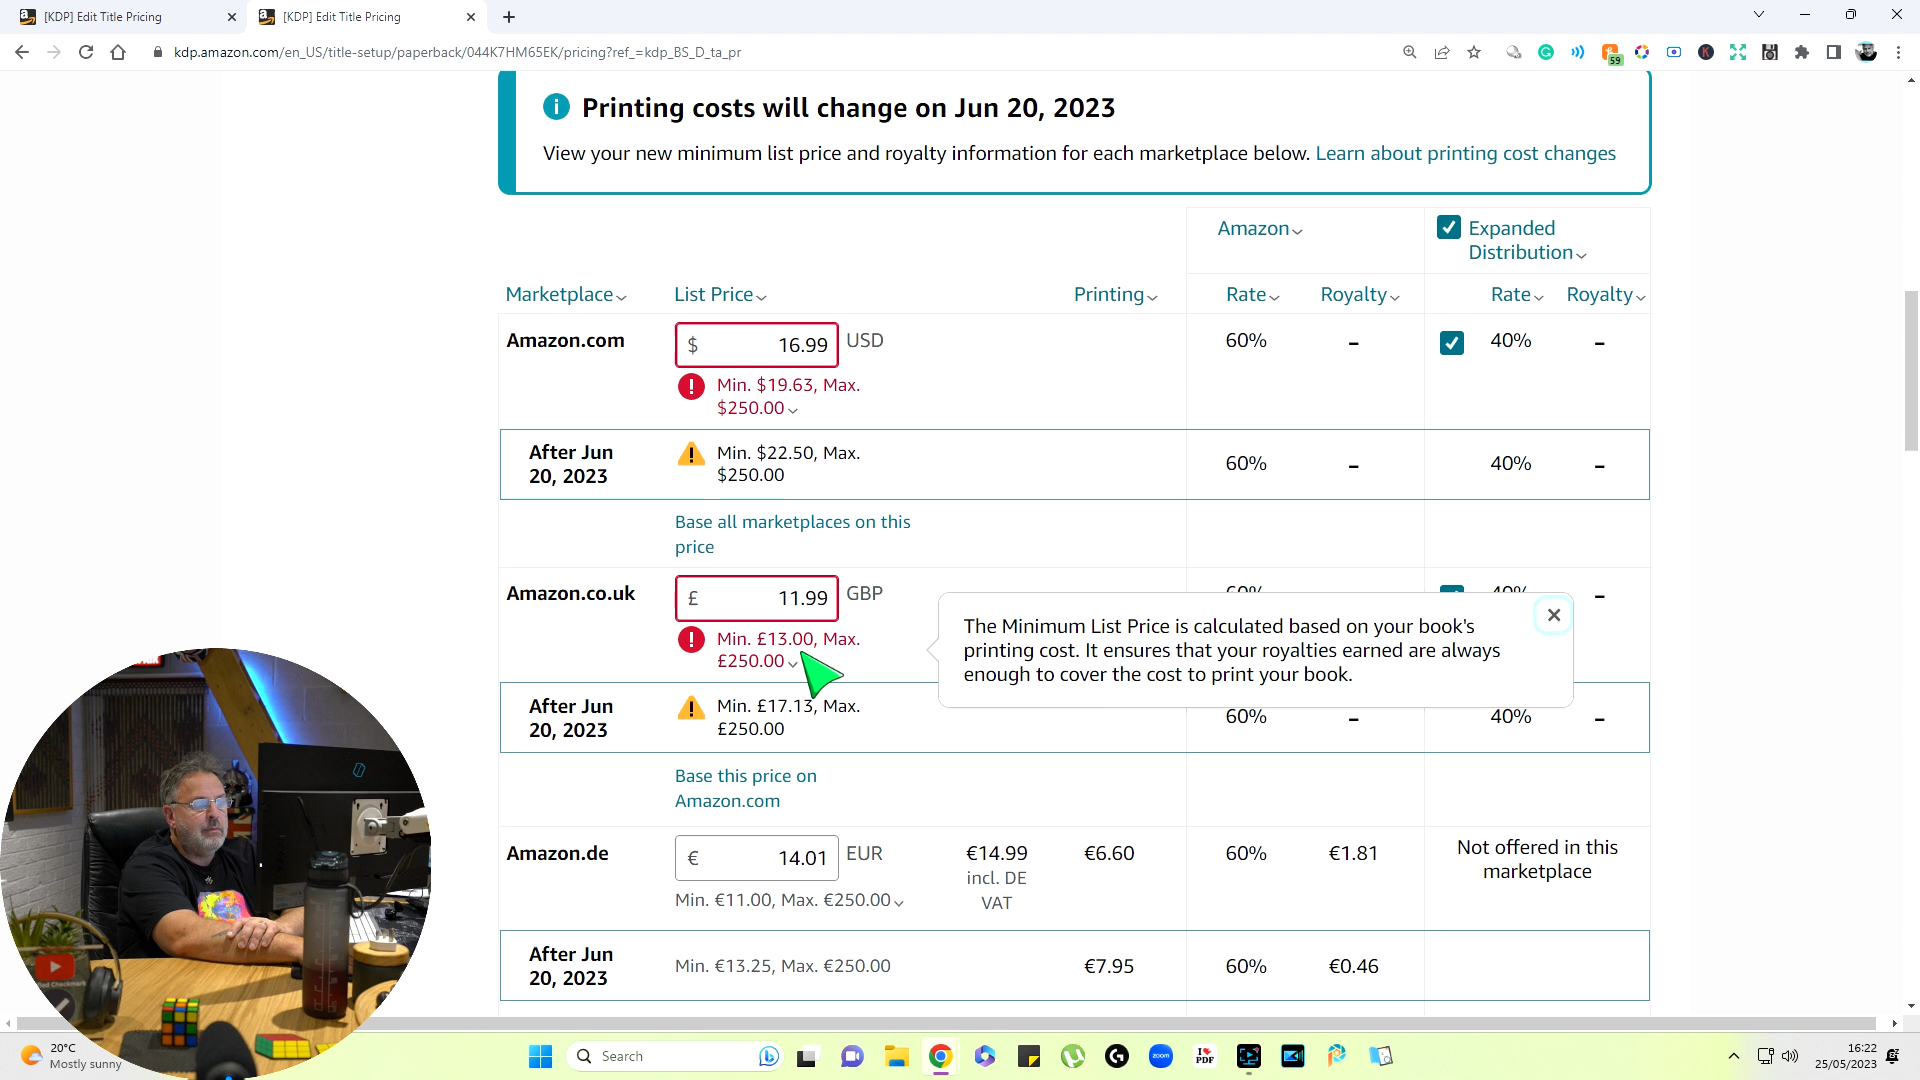 [KDP] Edit Title Pricing
[KDP] Edit Title Pricing
kdp.amazon.com/en_US/title-setup/paperback/044K7HM65EK/pricing?ref_=kdp_BS_D_ta_pr
59
Printing costs will change on Jun 20, 2023
View your new minimum list price and royalty information for each marketplace below. Learn about printing cost changes
Amazon
Expanded
Distribution
Marketplace List Price Printing Rate Royalty Rate Royalty
Amazon.com $ 16.99 USD 60% – 40% –
Min. $19.63, Max.
$250.00
After Jun
20, 2023
Min. $22.50, Max.
$250.00
60% – 40% –
Base all marketplaces on this
price
Amazon.co.uk £ 11.99 GBP 60% 40% –
Min. £13.00, Max.
£250.00
The Minimum List Price is calculated based on your book's
printing cost. It ensures that your royalties earned are always
enough to cover the cost to print your book.
After Jun
20, 2023
Min. £17.13, Max.
£250.00
60% – 40% –
Base this price on
Amazon.com
Amazon.de € 14.01 EUR €14.99 €6.60 60% €1.81
incl. DE
VAT
Not offered in this
marketplace
Min. €11.00, Max. €250.00
After Jun
20, 2023
Min. €13.25, Max. €250.00 €7.95 60% €0.46
20°C
Mostly sunny
Search
zoom
I PDF
16:22
25/05/2023